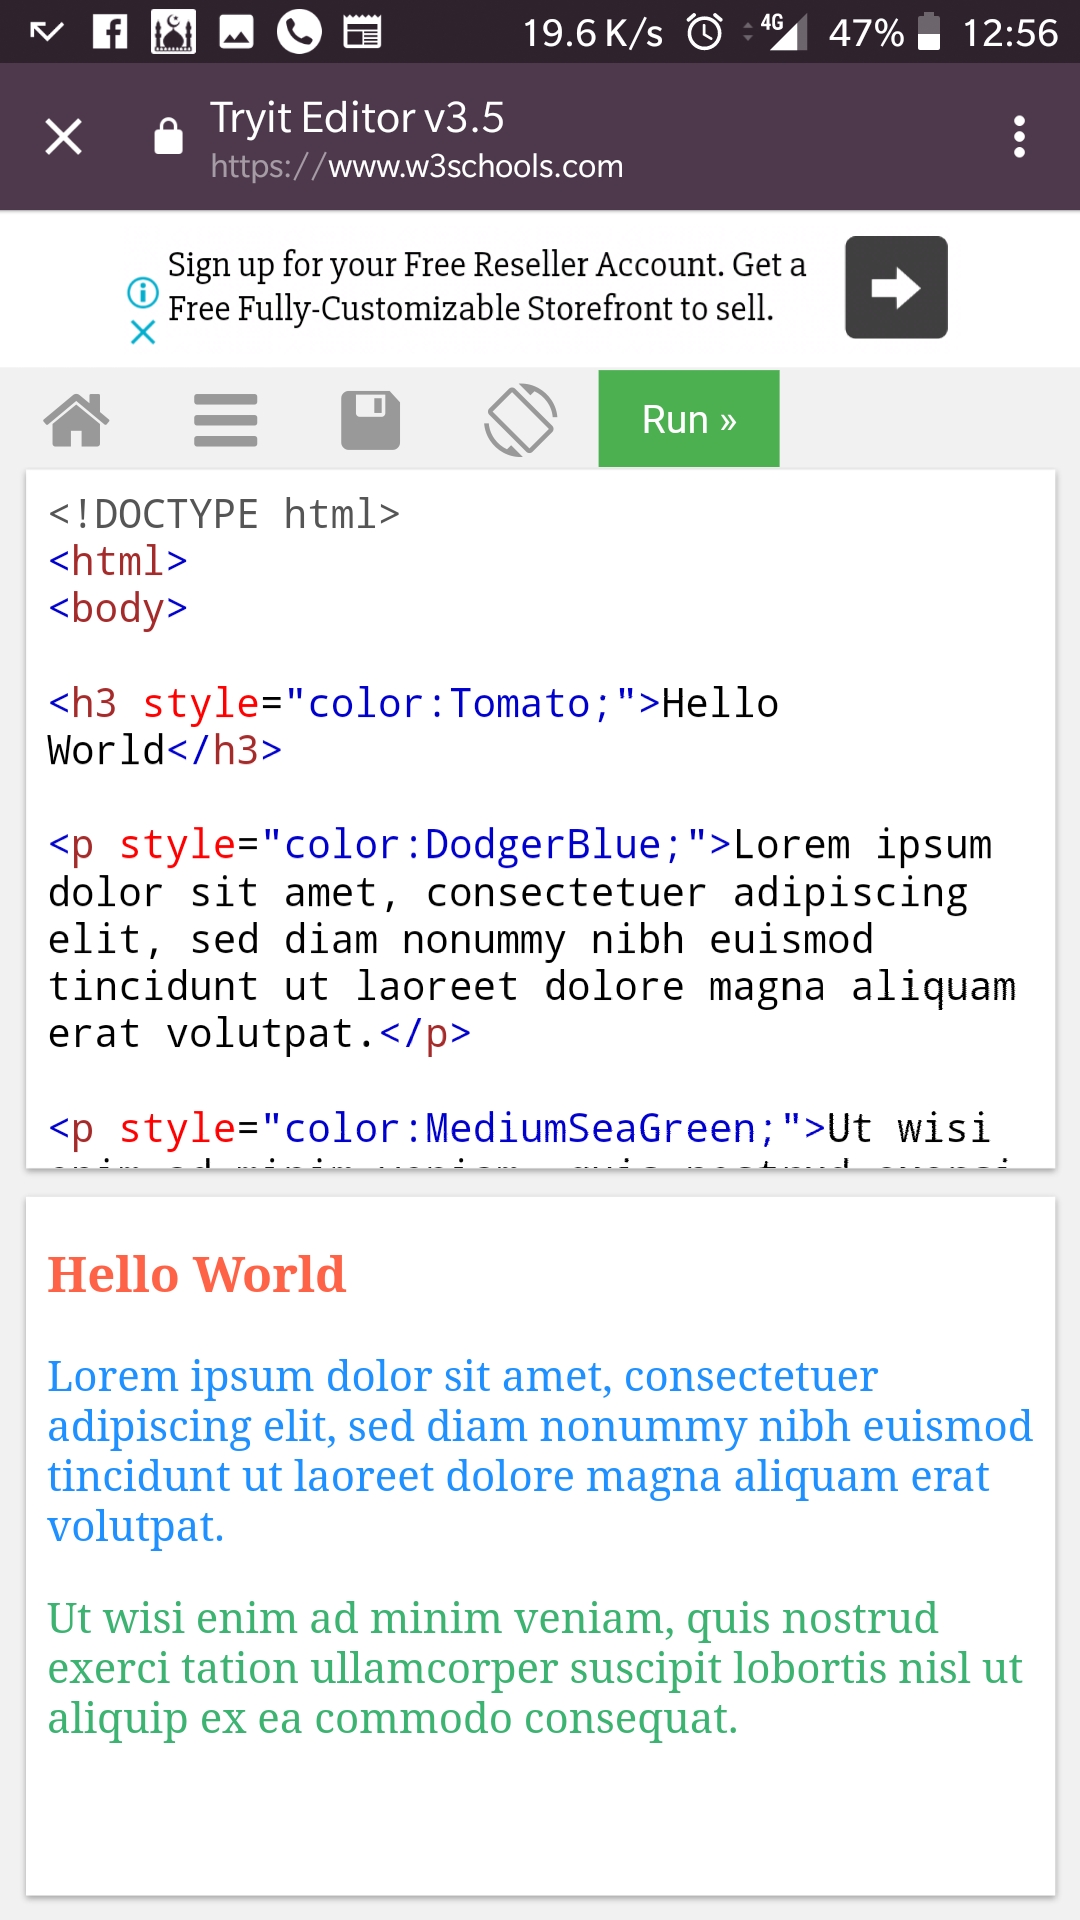 19.6 K/s 4G 47% 12:56
Tryit Editor v3.5
https://www.w3schools.com
Sign up for your Free Reseller Account. Get a
Free Fully-Customizable Storefront to sell.
Run »
<!DOCTYPE html>
<html>
<body>
<h3 style="color:Tomato;">Hello
World</h3>
<p style="color:DodgerBlue;">Lorem ipsum
dolor sit amet, consectetuer adipiscing
elit, sed diam nonummy nibh euismod
tincidunt ut laoreet dolore magna aliquam
erat volutpat.</p>
<p style="color:MediumSeaGreen;">Ut wisi
Hello World
Lorem ipsum dolor sit amet, consectetuer
adipiscing elit, sed diam nonummy nibh euismod
tincidunt ut laoreet dolore magna aliquam erat
volutpat.
Ut wisi enim ad minim veniam, quis nostrud
exerci tation ullamcorper suscipit lobortis nisl ut
aliquip ex ea commodo consequat.